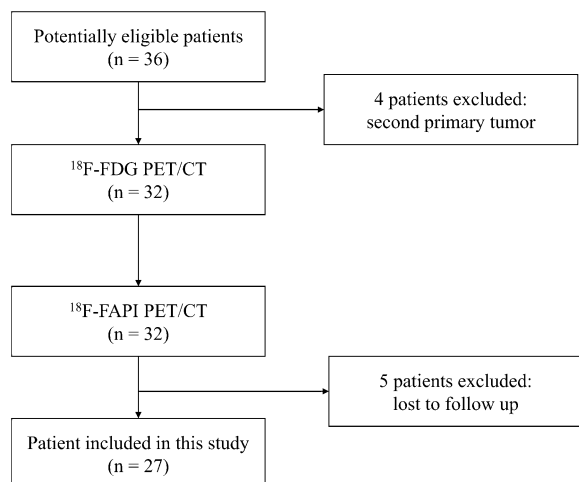 Potentially eligible patients
(n = 36)
4 patients excluded:
second primary tumor
¹⁸F-FDG PET/CT
(n = 32)
¹⁸F-FAPI PET/CT
(n = 32)
5 patients excluded:
lost to follow up
Patient included in this study
(n = 27)